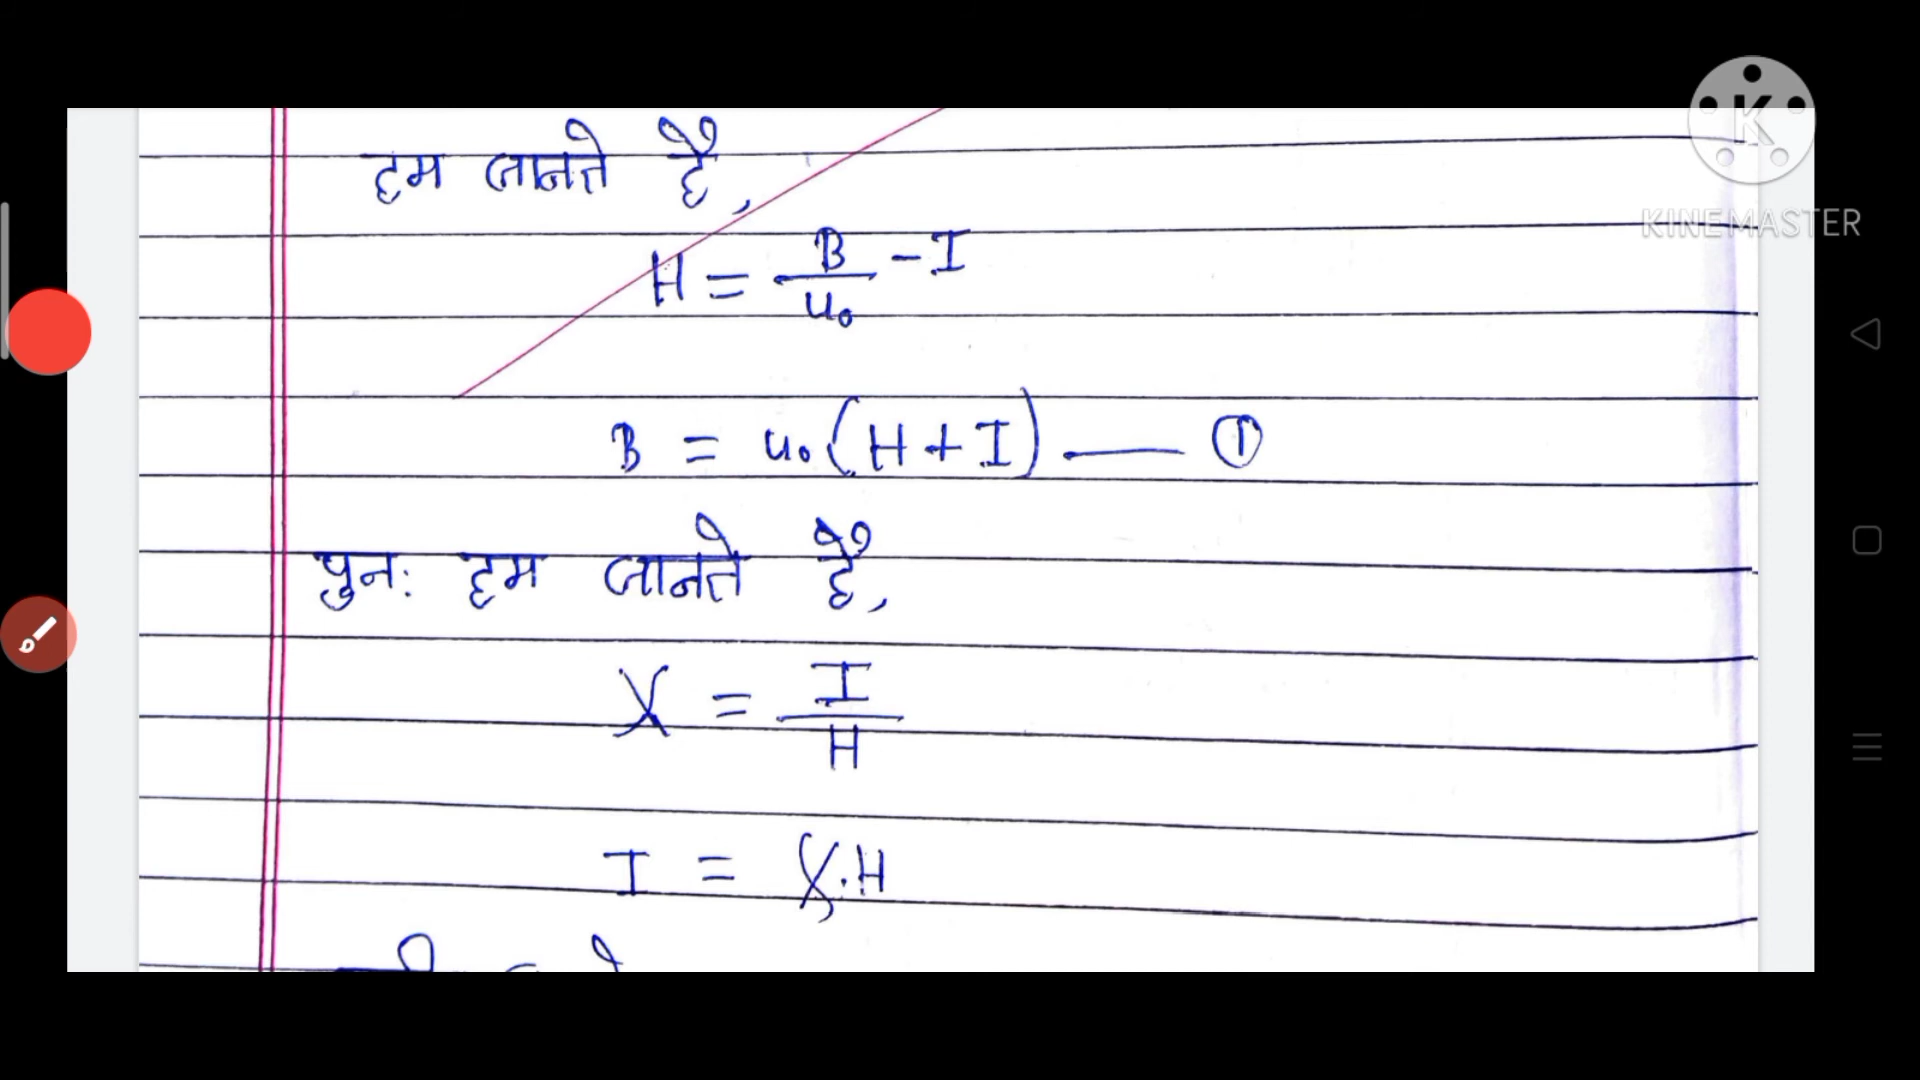 हम जानते है,
H = B/u₀ - I
B = u₀(H+I) — ①
पुनः हम जानते है,
χ = I/H
I = χ.H
K
KINEMASTER